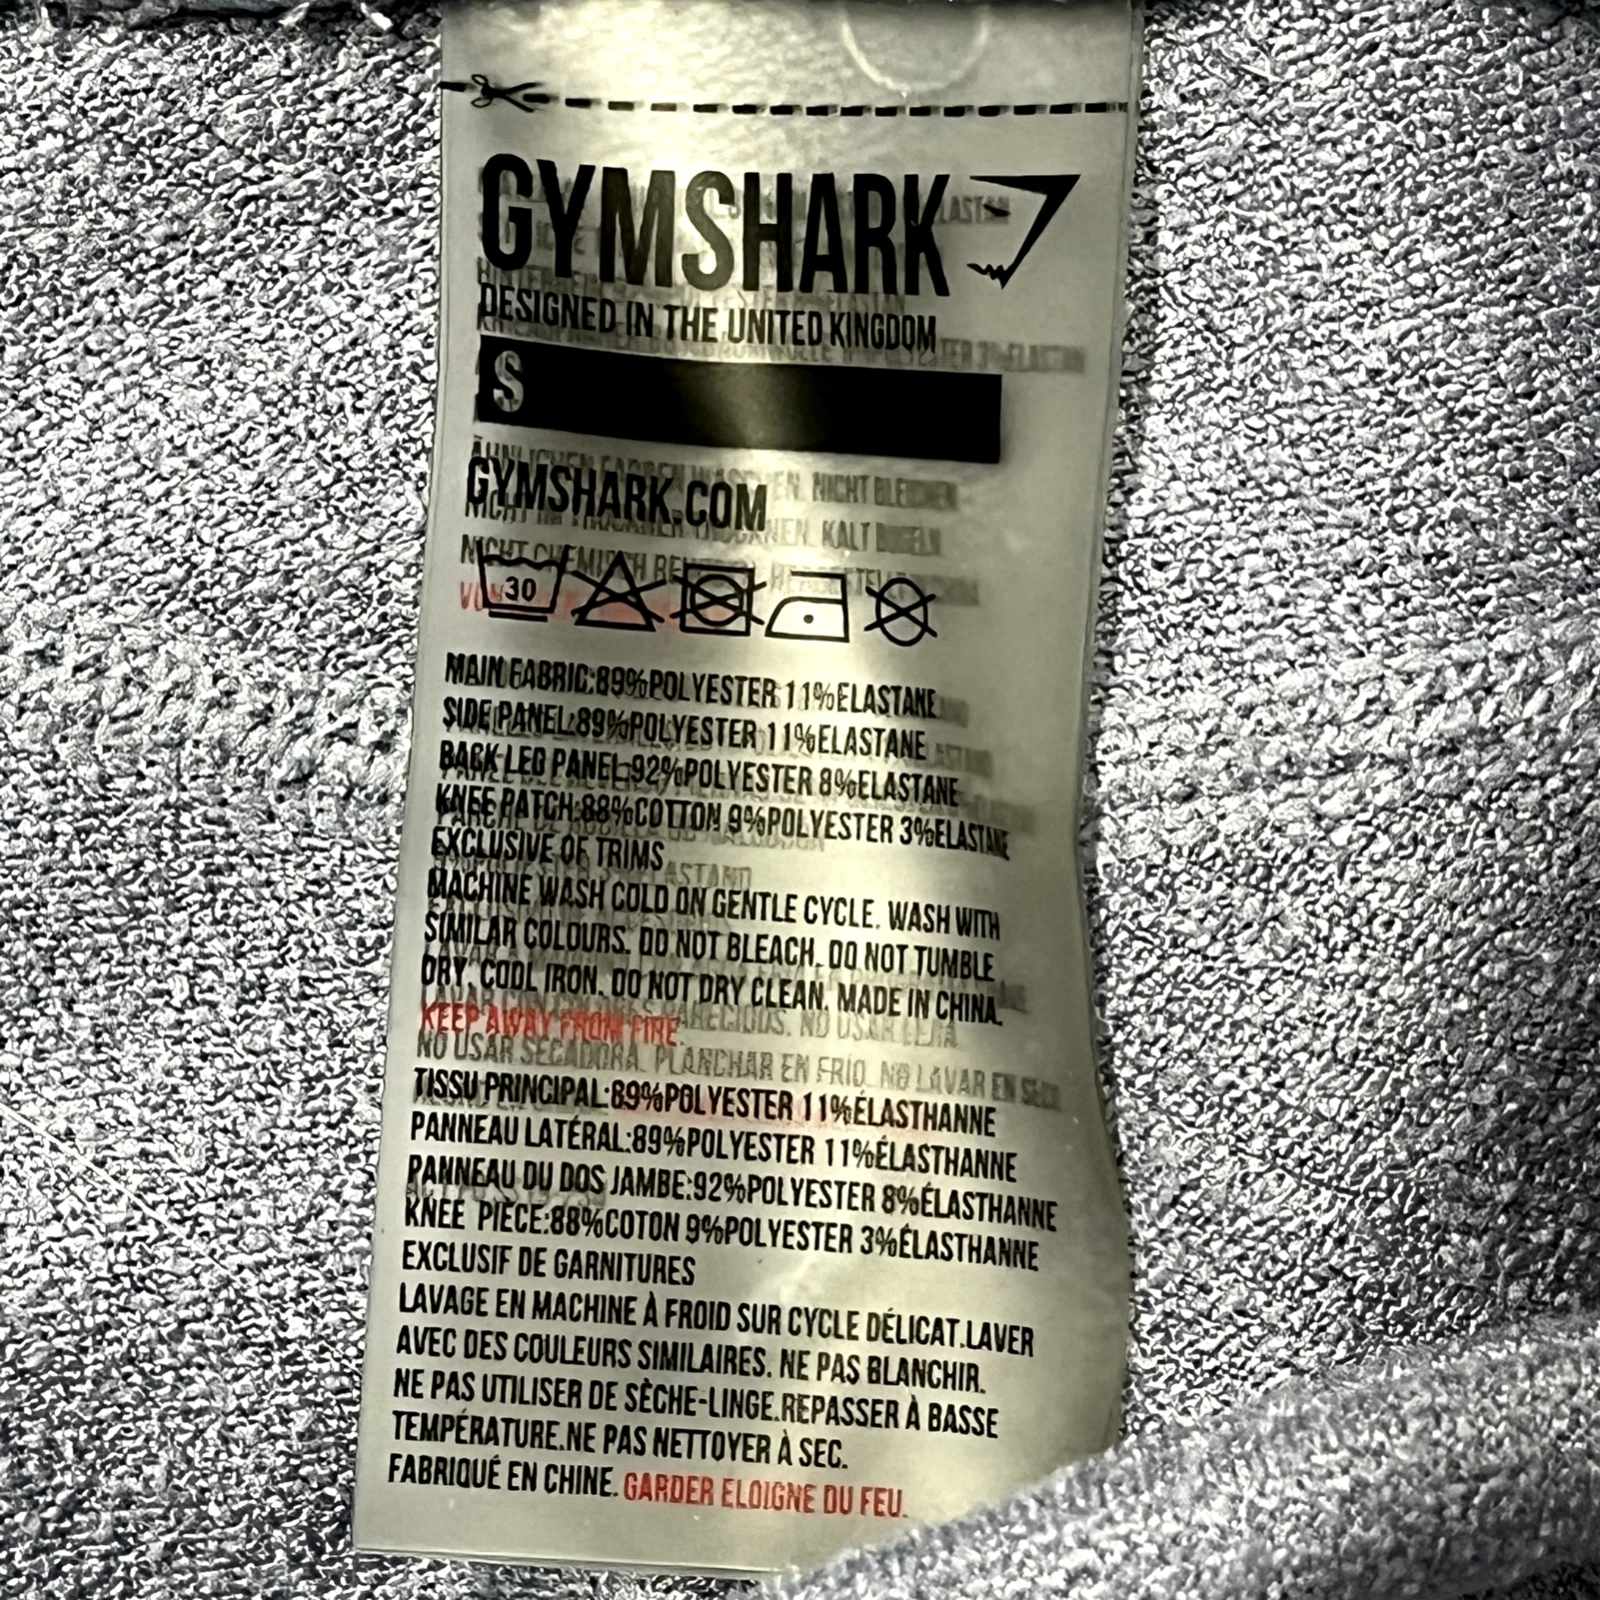 GYMSHARK
DESIGNED IN THE UNITED KINGDOM
S
GYMSHARK.COM
30
MAIN FABRIC:89%POLYESTER 11%ELASTANE
SIDE PANEL:89%POLYESTER 11%ELASTANE
BACK LEG PANEL:92%POLYESTER 8%ELASTANE
KNEE PATCH:88%COTTON 9%POLYESTER 3%ELASTANE
EXCLUSIVE OF TRIMS
MACHINE WASH COLD ON GENTLE CYCLE. WASH WITH
SIMILAR COLOURS. DO NOT BLEACH. DO NOT TUMBLE
DRY. COOL IRON. DO NOT DRY CLEAN. MADE IN CHINA.
KEEP AWAY FROM FIRE.
TISSU PRINCIPAL:89%POLYESTER 11%ÉLASTHANNE
PANNEAU LATÉRAL:89%POLYESTER 11%ÉLASTHANNE
PANNEAU DU DOS JAMBE:92%POLYESTER 8%ÉLASTHANNE
KNEE PIÈCE:88%COTON 9%POLYESTER 3%ÉLASTHANNE
EXCLUSIF DE GARNITURES
LAVAGE EN MACHINE À FROID SUR CYCLE DÉLICAT.LAVER
AVEC DES COULEURS SIMILAIRES. NE PAS BLANCHIR.
NE PAS UTILISER DE SÈCHE-LINGE.REPASSER À BASSE
TEMPÉRATURE.NE PAS NETTOYER À SEC.
FABRIQUÉ EN CHINE. GARDER ELOIGNE DU FEU.